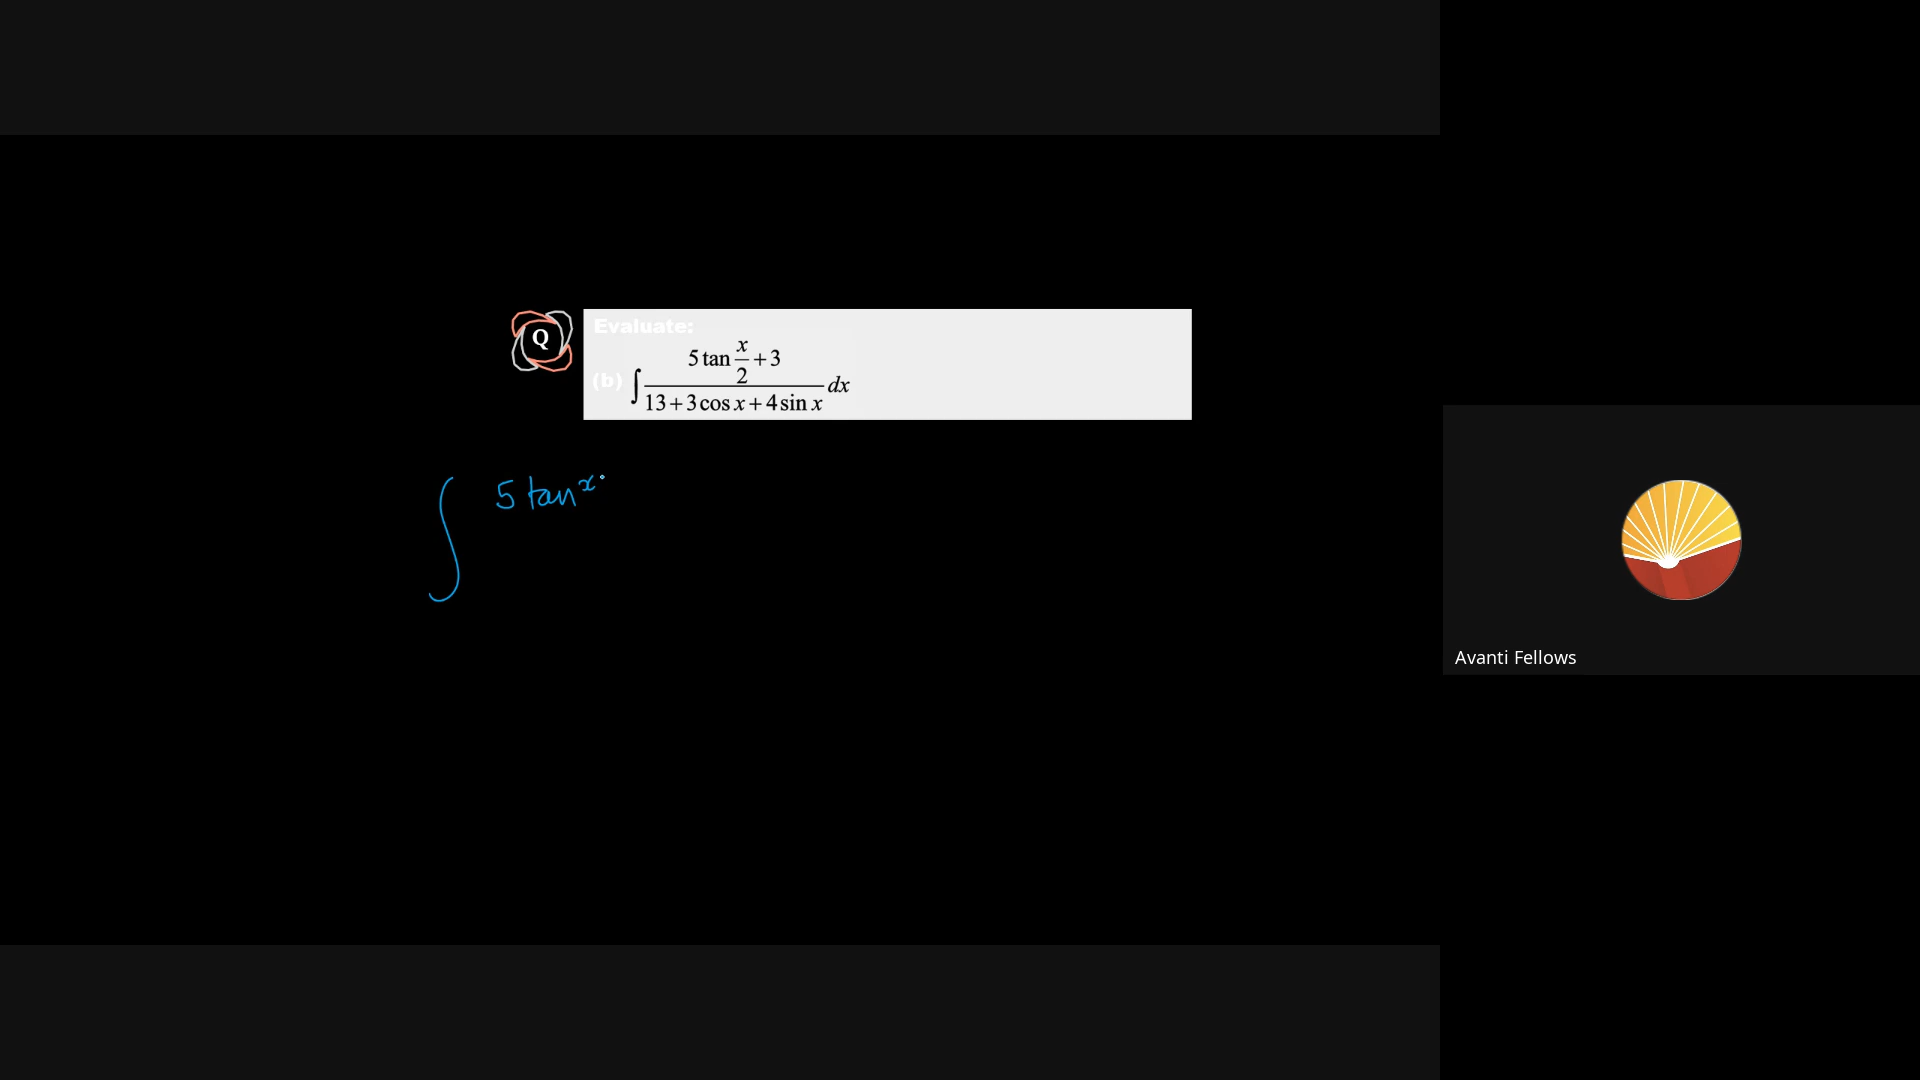 Q
Evaluate:
(b) ∫ (5 tan x/2 + 3)/(13 + 3 cos x + 4 sin x) dx
∫ 5 tan x
Avanti Fellows